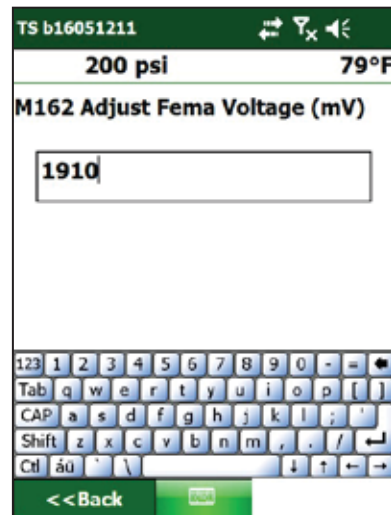 TS b16051211
200 psi 79°F
M162 Adjust Fema Voltage (mV)
1910
123 1 2 3 4 5 6 7 8 9 0 - =
Tab q w e r t y u i o p [ ]
CAP a s d f g h j k l ; '
Shift z x c v b n m , . /
Ctl áü ` \
<<Back